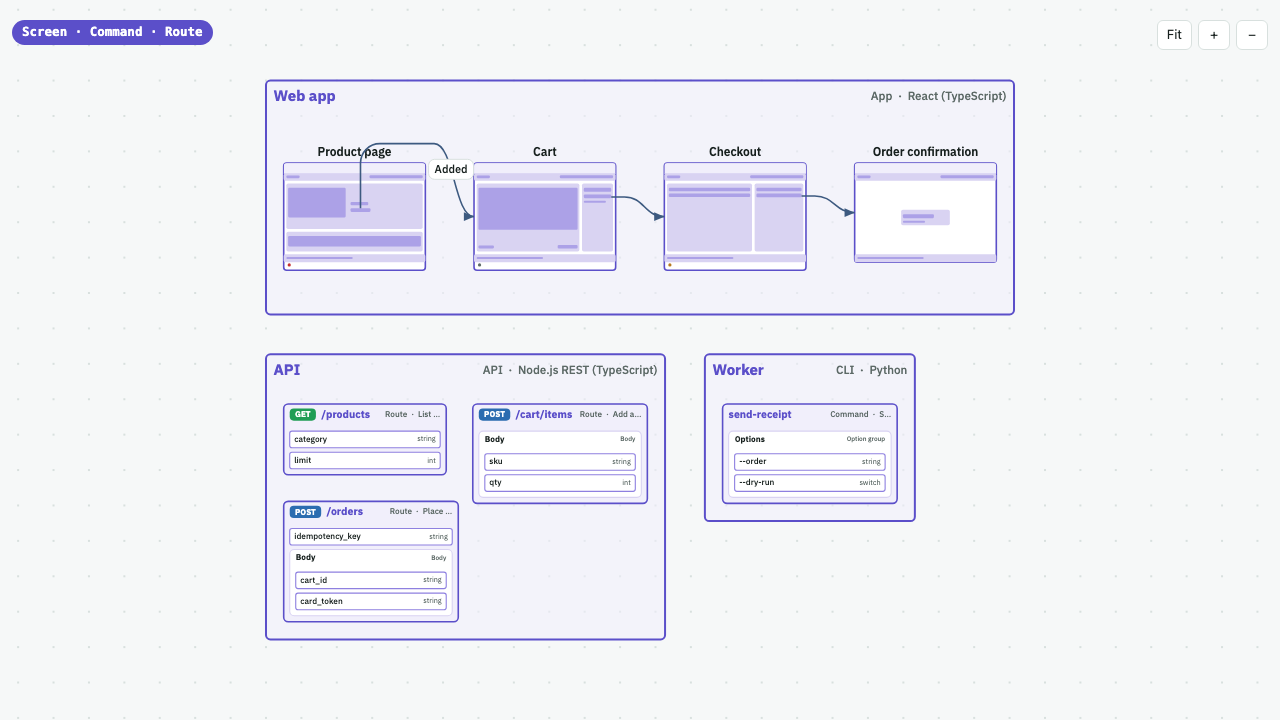 Screen · Command · Route
Fit
+
−
Web app
App · React (TypeScript)
Product page
Cart
Checkout
Order confirmation
Added
API
API · Node.js REST (TypeScript)
GET /products Route · List ...
category string
limit int
POST /cart/items Route · Add a...
Body Body
sku string
qty int
POST /orders Route · Place ...
idempotency_key string
Body Body
cart_id string
card_token string
Worker
CLI · Python
send-receipt Command · S...
Options Option group
--order string
--dry-run switch